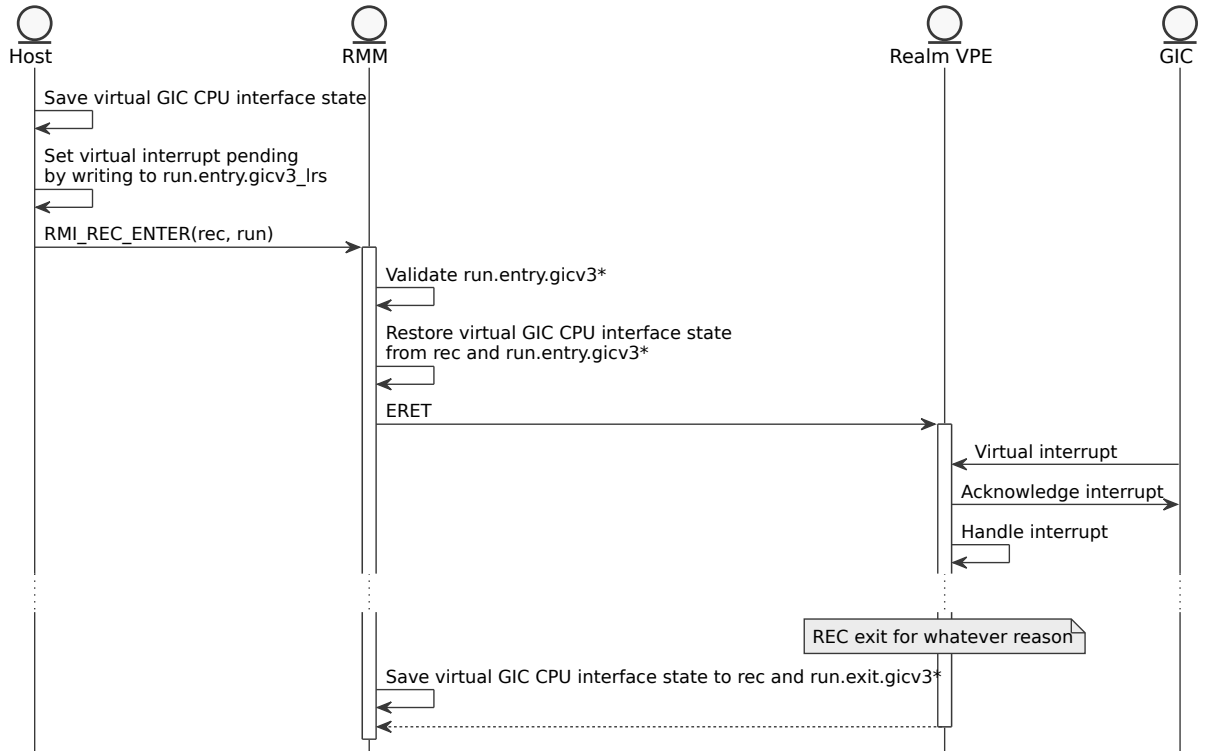 Host
RMM
Realm VPE
GIC
Save virtual GIC CPU interface state
Set virtual interrupt pending
by writing to run.entry.gicv3_lrs
RMI_REC_ENTER(rec, run)
Validate run.entry.gicv3*
Restore virtual GIC CPU interface state
from rec and run.entry.gicv3*
ERET
Virtual interrupt
Acknowledge interrupt
Handle interrupt
REC exit for whatever reason
Save virtual GIC CPU interface state to rec and run.exit.gicv3*